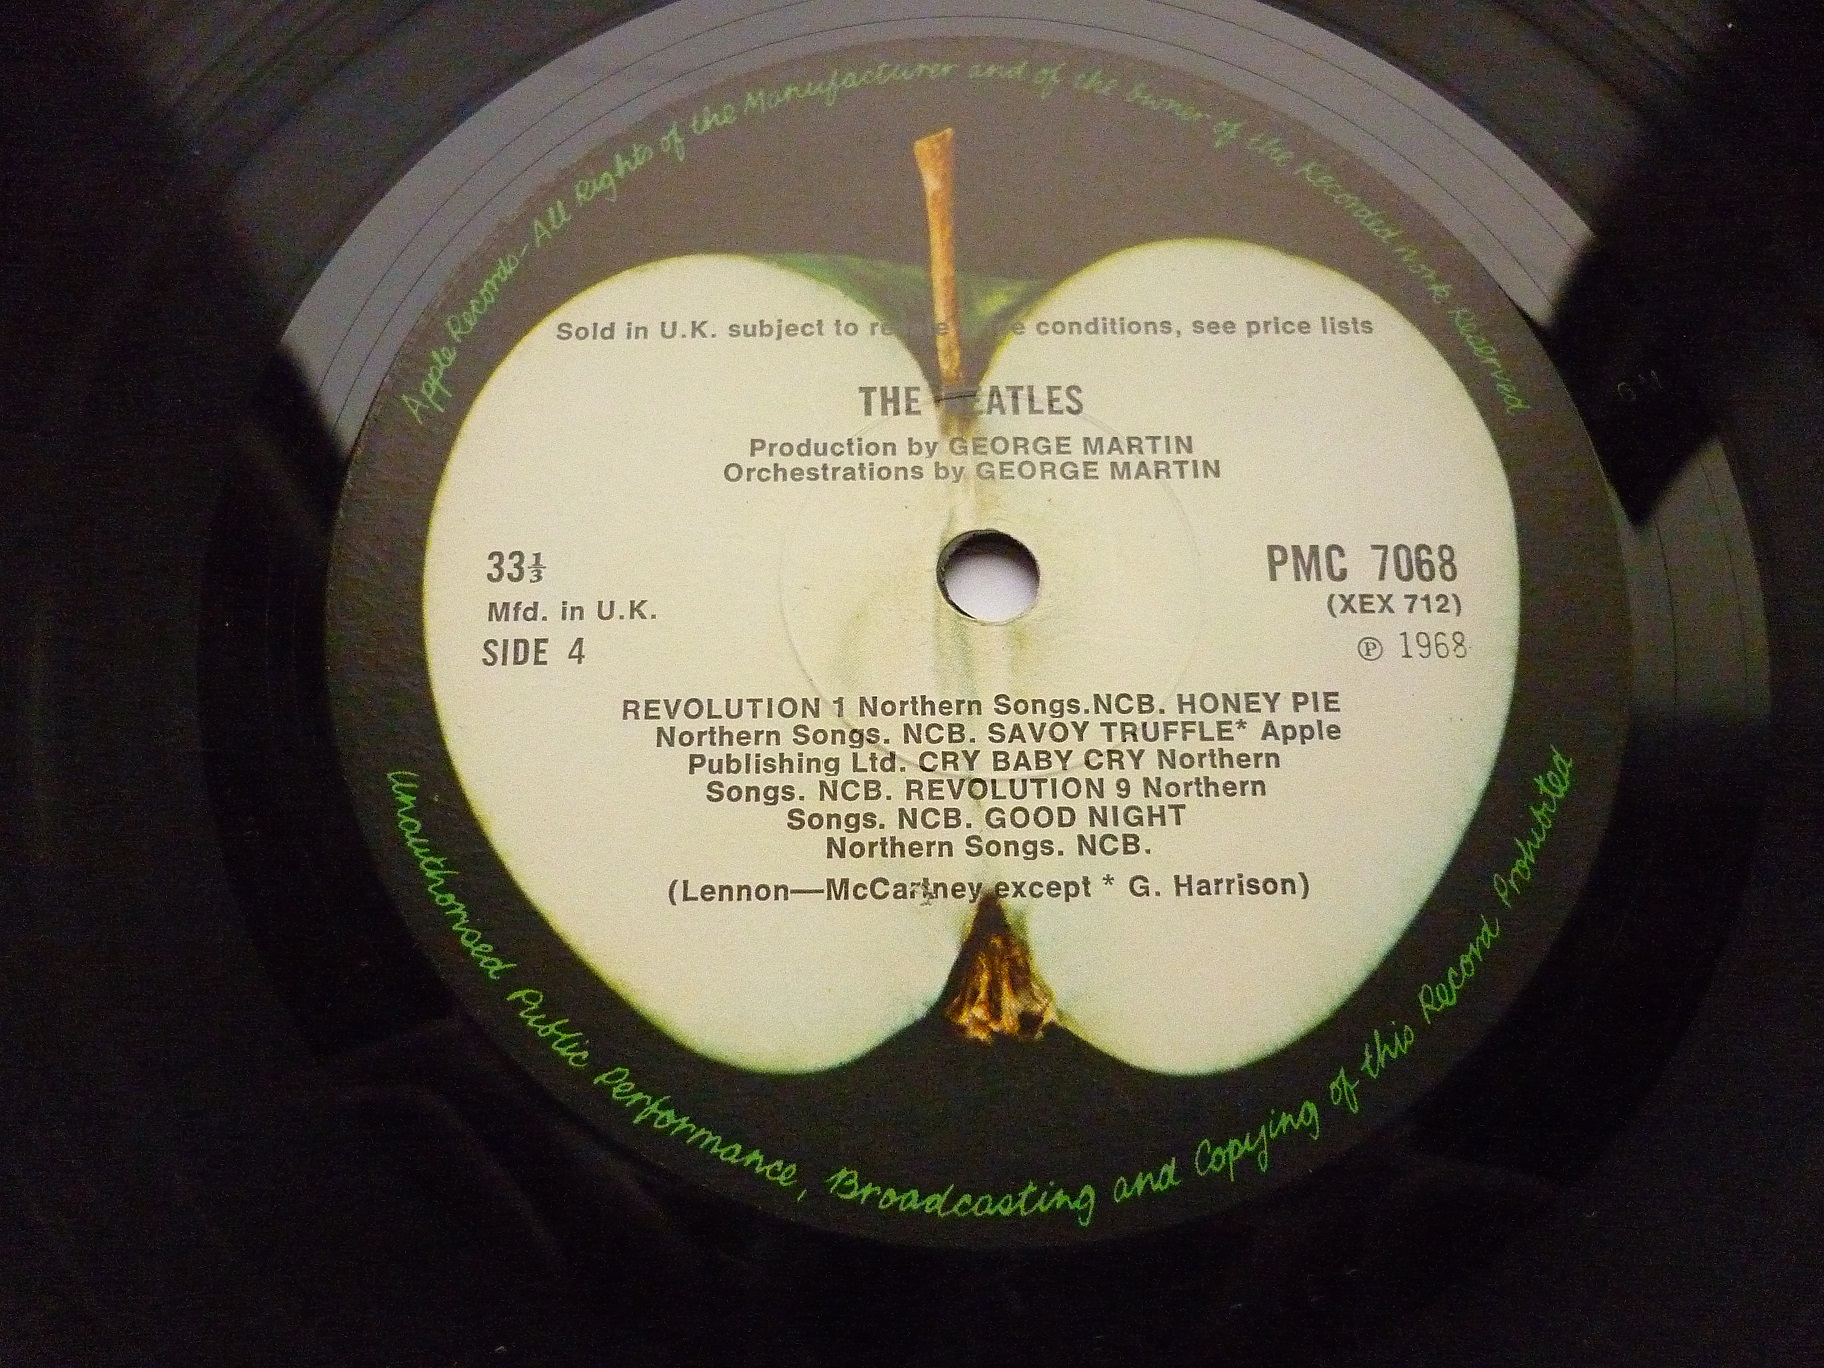 Apple Records - All Rights of the Manufacturer and of the Owner of the Recorded Work Reserved
Sold in U.K. subject to conditions, see price lists
THE BEATLES
Production by GEORGE MARTIN
Orchestrations by GEORGE MARTIN
33⅓
Mfd. in U.K.
SIDE 4
PMC 7068
(XEX 712)
℗ 1968
REVOLUTION 1 Northern Songs.NCB. HONEY PIE
Northern Songs. NCB. SAVOY TRUFFLE* Apple
Publishing Ltd. CRY BABY CRY Northern
Songs. NCB. REVOLUTION 9 Northern
Songs. NCB. GOOD NIGHT
Northern Songs. NCB.
(Lennon—McCartney except * G. Harrison)
Unauthorised Public Performance, Broadcasting and Copying of this Record Prohibited